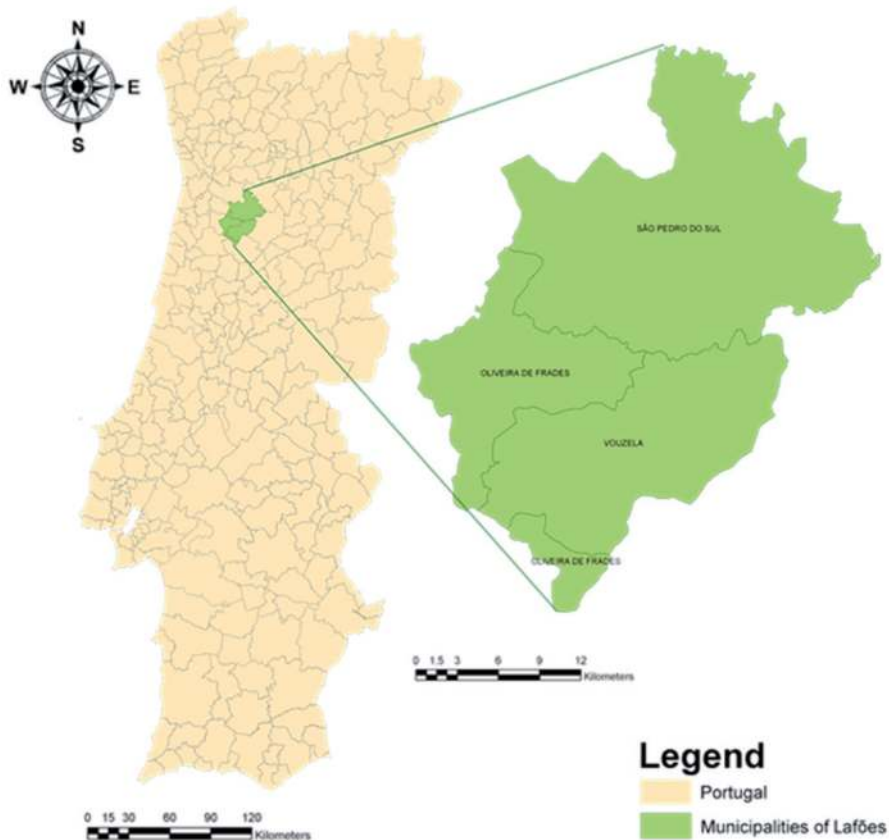 N
W E
S
SÃO PEDRO DO SUL
OLIVEIRA DE FRADES
VOUZELA
OLIVEIRA DE FRADES
0 1.5 3 6 9 12
Kilometers
Legend
Portugal
Municipalities of Lafões
0 15 30 60 90 120
Kilometers